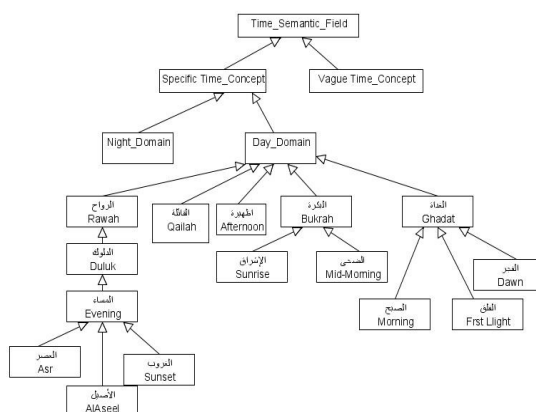 Time_Semantic_Field
Specific Time_Concept
Vague Time_Concept
Night_Domain
Day_Domain
الرواح
Rawah
القائلة
Qailah
اظهيرة
Afternoon
البكرة
Bukrah
الغداة
Ghadat
الدلوك
Duluk
الإشراق
Sunrise
الضحى
Mid-Morning
الفجر
Dawn
المساء
Evening
الصبح
Morning
الفلق
Frst Llight
العصر
Asr
الغروب
Sunset
الأصيل
AlAseel